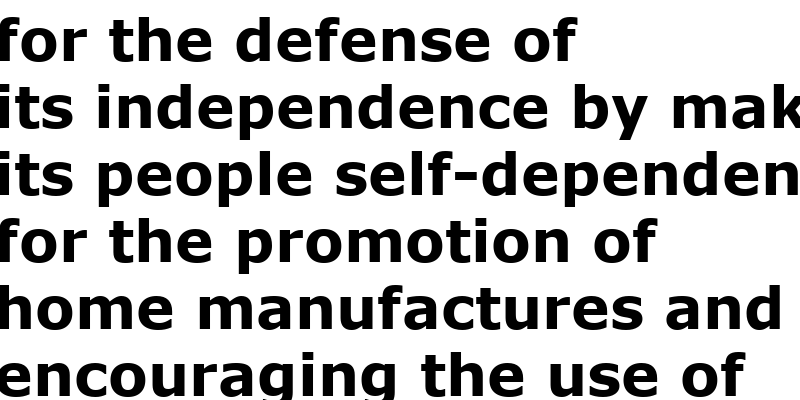 for the defense of
its independence by mak
its people self-dependen
for the promotion of
home manufactures and
encouraging the use of